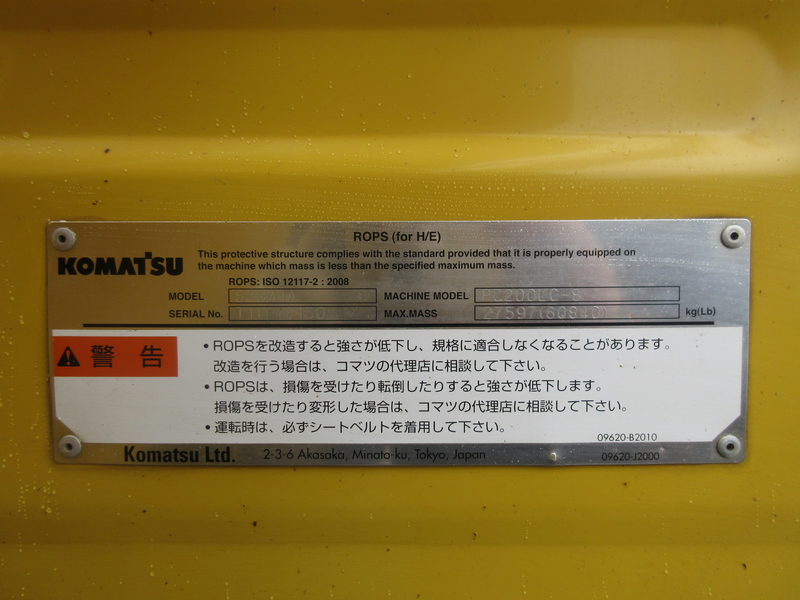 ROPS (for H/E)
KOMATSU
This protective structure complies with the standard provided that it is properly equipped on
the machine which mass is less than the specified maximum mass.
ROPS: ISO 12117-2 : 2008
MODEL
MACHINE MODEL PC200LC-8
SERIAL No.
MAX.MASS 27597(60840) kg(Lb)
警告
・ROPSを改造すると強さが低下し、規格に適合しなくなることがあります。
改造を行う場合は、コマツの代理店に相談して下さい。
・ROPSは、損傷を受けたり転倒したりすると強さが低下します。
損傷を受けたり変形した場合は、コマツの代理店に相談して下さい。
・運転時は、必ずシートベルトを着用して下さい。
09620-B2010
Komatsu Ltd. 2-3-6 Akasaka, Minato-ku, Tokyo, Japan
09620-J2000